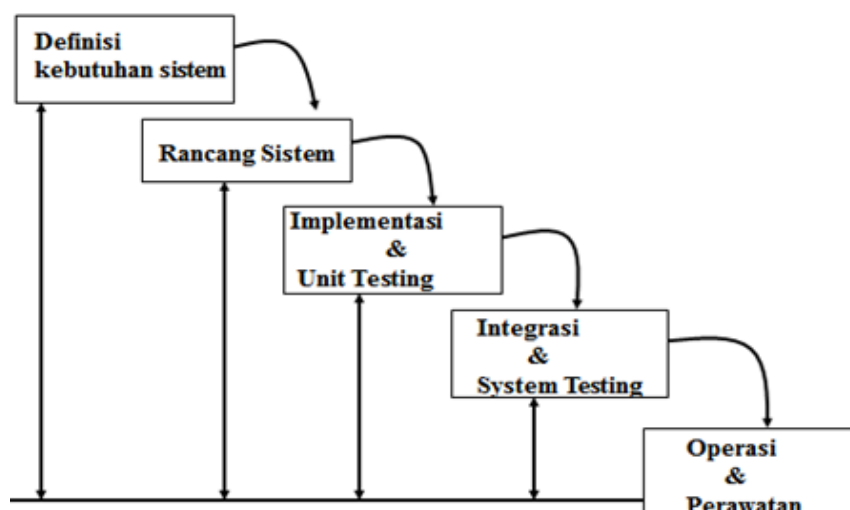 Definisi
kebutuhan sistem
Rancang Sistem
Implementasi
&
Unit Testing
Integrasi
&
System Testing
Operasi
&
Perawatan